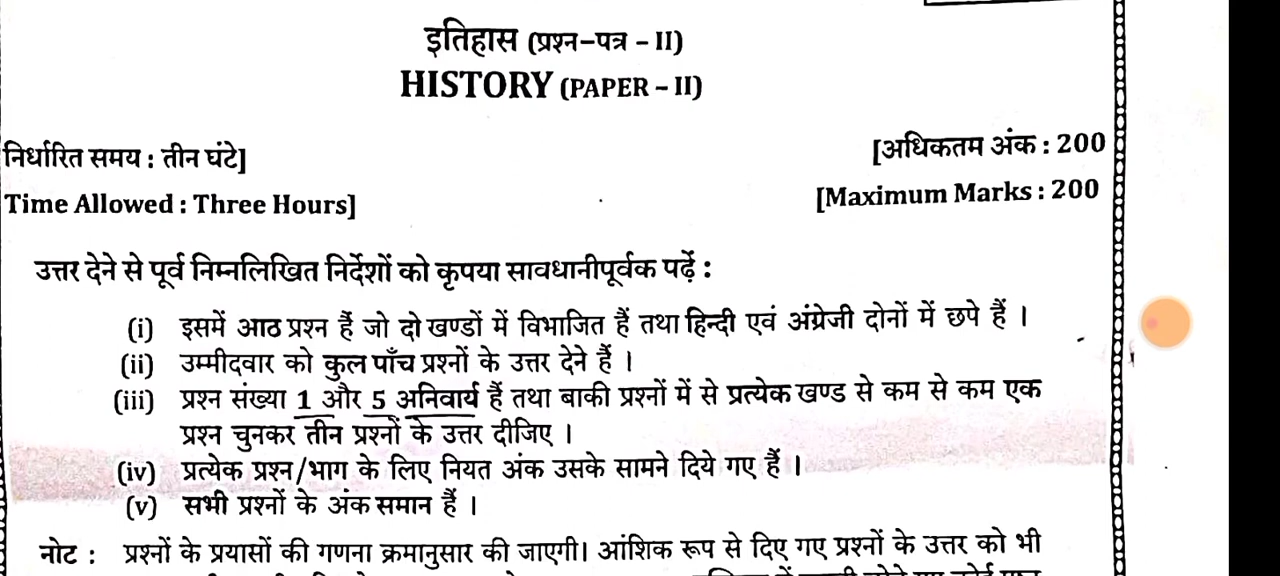 इतिहास (प्रश्न-पत्र - II)
HISTORY (PAPER - II)
निर्धारित समय : तीन घंटे]
[अधिकतम अंक : 200
Time Allowed : Three Hours]
[Maximum Marks : 200
उत्तर देने से पूर्व निम्नलिखित निर्देशों को कृपया सावधानीपूर्वक पढ़ें :
(i) इसमें आठ प्रश्न हैं जो दो खण्डों में विभाजित हैं तथा हिन्दी एवं अंग्रेजी दोनों में छपे हैं ।
(ii) उम्मीदवार को कुल पाँच प्रश्नों के उत्तर देने हैं ।
(iii) प्रश्न संख्या 1 और 5 अनिवार्य हैं तथा बाकी प्रश्नों में से प्रत्येक खण्ड से कम से कम एक
प्रश्न चुनकर तीन प्रश्नों के उत्तर दीजिए ।
(iv) प्रत्येक प्रश्न/भाग के लिए नियत अंक उसके सामने दिये गए हैं ।
(v) सभी प्रश्नों के अंक समान हैं ।
नोट : प्रश्नों के प्रयासों की गणना क्रमानुसार की जाएगी। आंशिक रूप से दिए गए प्रश्नों के उत्तर को भी